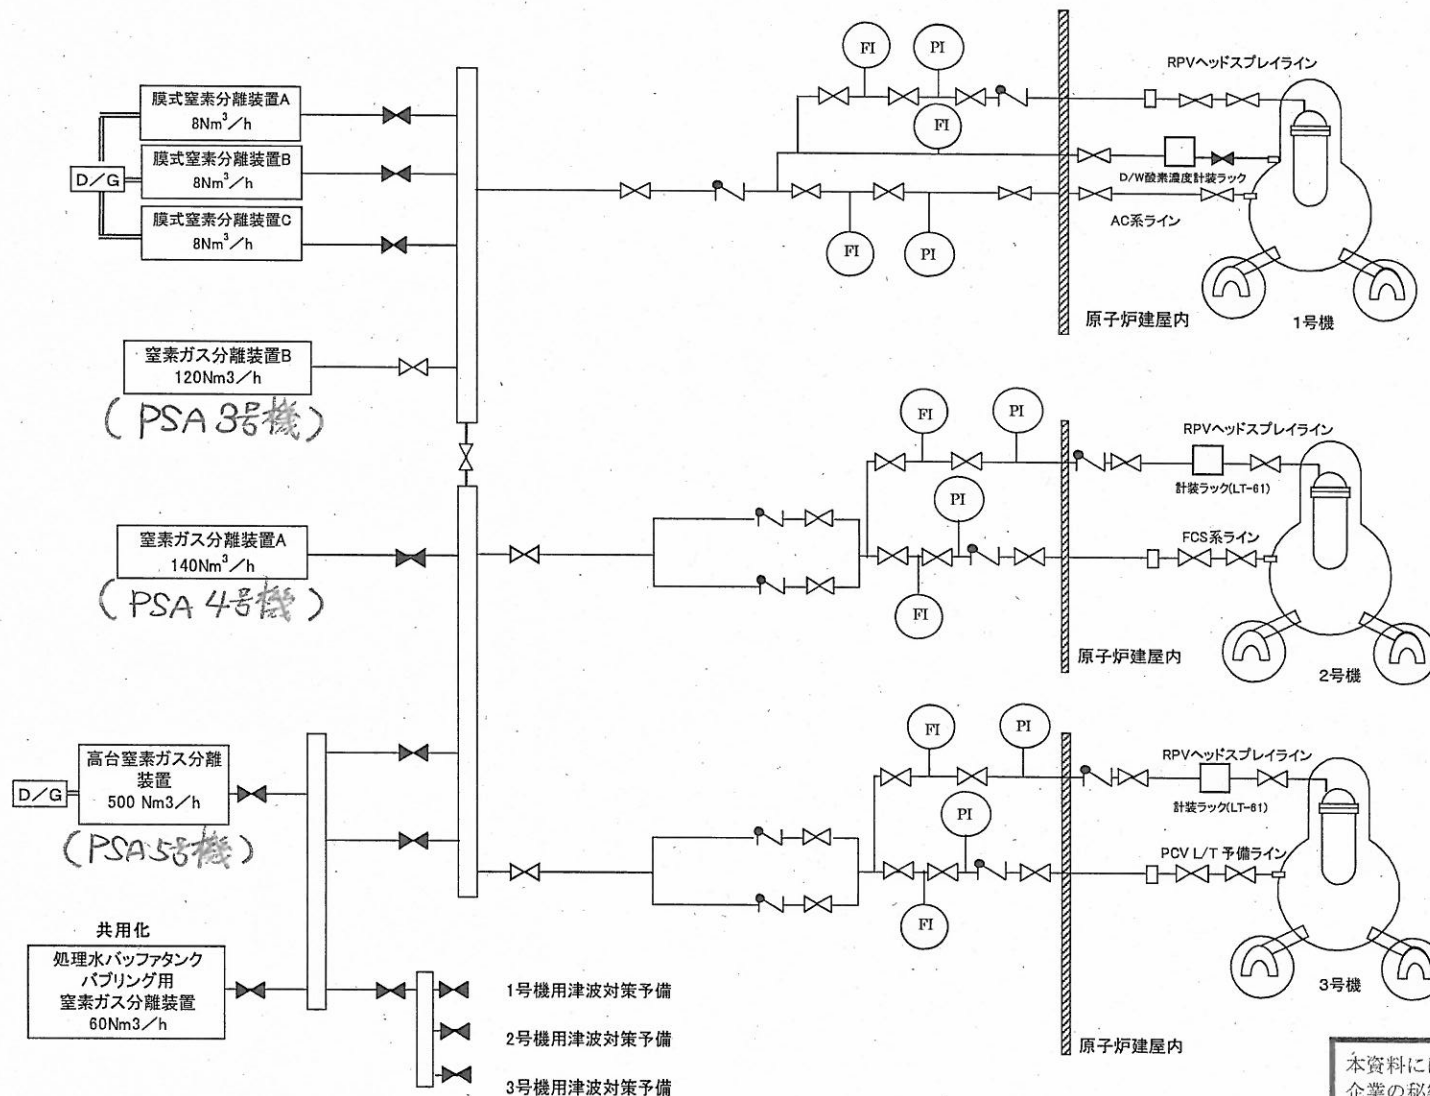 FI
PI
RPVヘッドスプレイライン
膜式窒素分離装置A
8Nm³/h
FI
膜式窒素分離装置B
8Nm³/h
D/G
D/W酸素濃度計装ラック
膜式窒素分離装置C
8Nm³/h
AC系ライン
FI
PI
原子炉建屋内
1号機
窒素ガス分離装置B
120Nm3/h
(PSA 3号機)
FI
PI
RPVヘッドスプレイライン
計装ラック(LT-61)
PI
窒素ガス分離装置A
140Nm³/h
FCS系ライン
(PSA 4号機)
FI
原子炉建屋内
2号機
FI
PI
高台窒素ガス分離
装置
500 Nm3/h
D/G
RPVヘッドスプレイライン
計装ラック(LT-61)
PI
(PSA5号機)
PCV L/T 予備ライン
FI
共用化
処理水バッファタンク
バブリング用
窒素ガス分離装置
60Nm3/h
3号機
1号機用津波対策予備
2号機用津波対策予備
原子炉建屋内
3号機用津波対策予備
本資料に
企業の秘